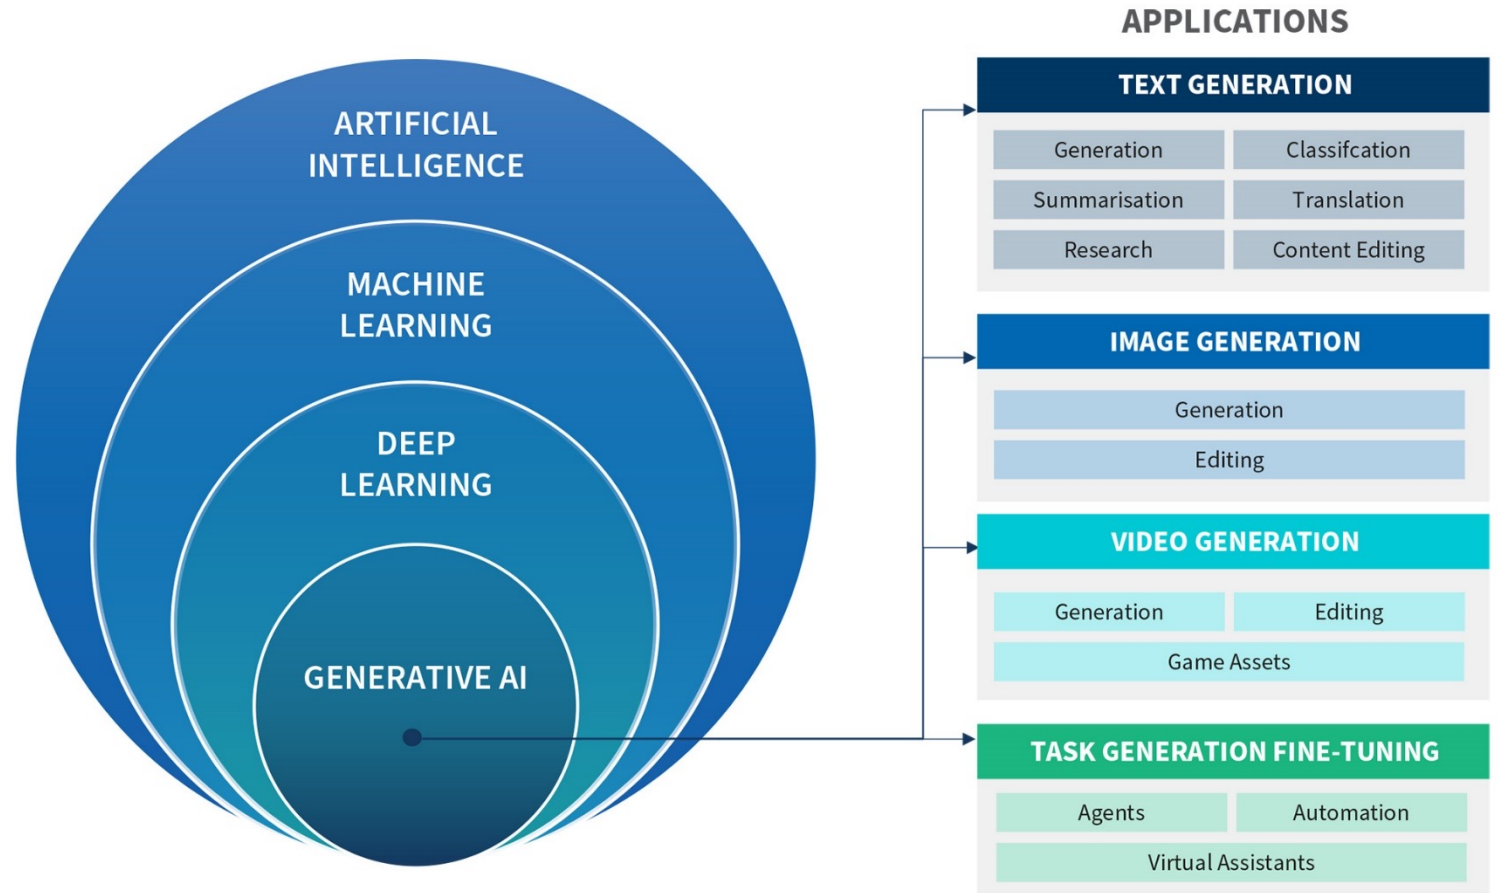 APPLICATIONS
ARTIFICIAL
INTELLIGENCE
MACHINE
LEARNING
DEEP
LEARNING
GENERATIVE AI
TEXT GENERATION
Generation
Classifcation
Summarisation
Translation
Research
Content Editing
IMAGE GENERATION
Generation
Editing
VIDEO GENERATION
Generation
Editing
Game Assets
TASK GENERATION FINE-TUNING
Agents
Automation
Virtual Assistants